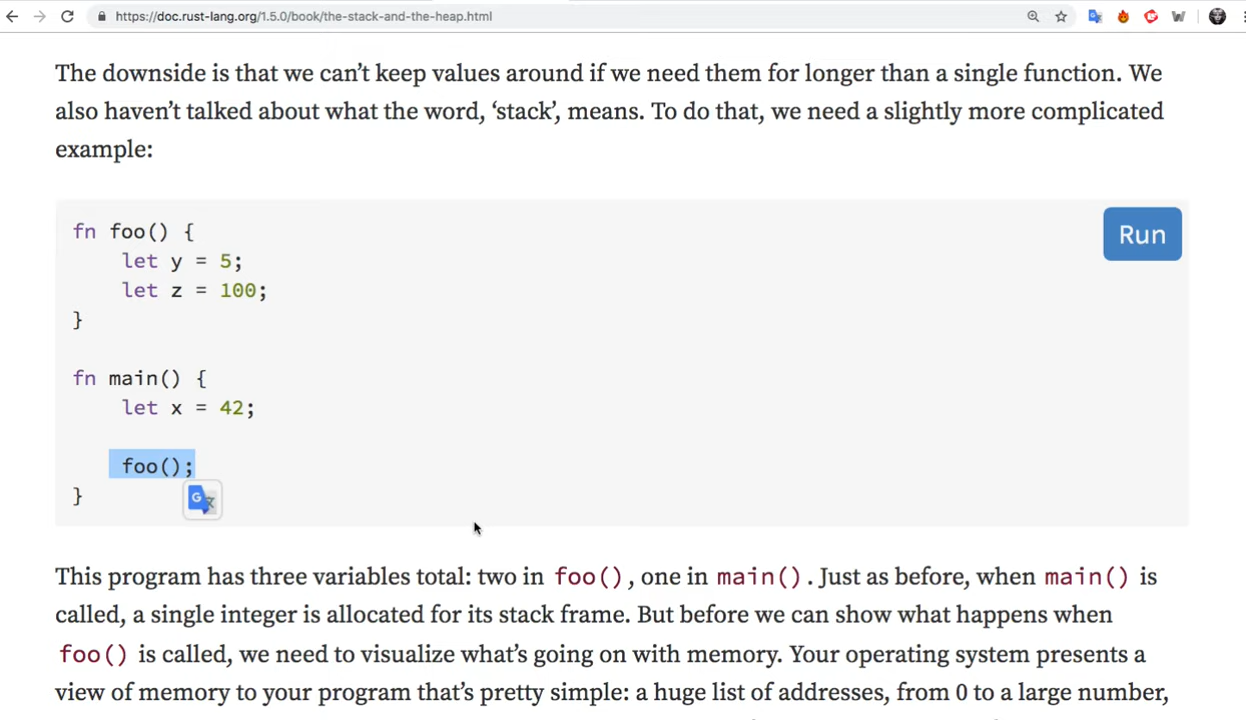 https://doc.rust-lang.org/1.5.0/book/the-stack-and-the-heap.html
The downside is that we can’t keep values around if we need them for longer than a single function. We
also haven’t talked about what the word, ‘stack’, means. To do that, we need a slightly more complicated
example:
Run
fn foo() {
    let y = 5;
    let z = 100;
}
fn main() {
    let x = 42;
    foo();
}
This program has three variables total: two in foo(), one in main(). Just as before, when main() is
called, a single integer is allocated for its stack frame. But before we can show what happens when
foo() is called, we need to visualize what’s going on with memory. Your operating system presents a
view of memory to your program that’s pretty simple: a huge list of addresses, from 0 to a large number,